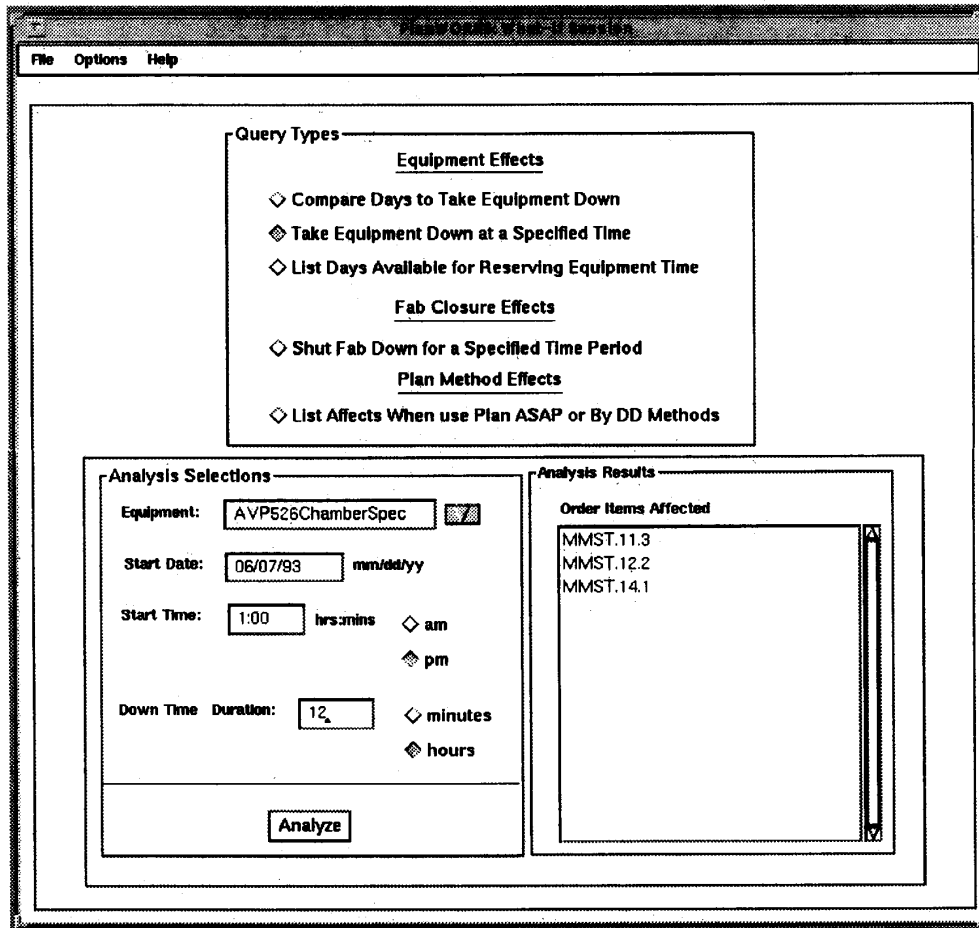 File Options Help
Query Types
Equipment Effects
Compare Days to Take Equipment Down
Take Equipment Down at a Specified Time
List Days Available for Reserving Equipment Time
Fab Closure Effects
Shut Fab Down for a Specified Time Period
Plan Method Effects
List Affects When use Plan ASAP or By DD Methods
Analysis Selections
Equipment: AVP526ChamberSpec
Start Date: 06/07/93 mm/dd/yy
Start Time: 1:00 hrs:mins
am
pm
Down Time Duration: 12
minutes
hours
Analyze
Analysis Results
Order Items Affected
MMST.11.3
MMST.12.2
MMST.14.1